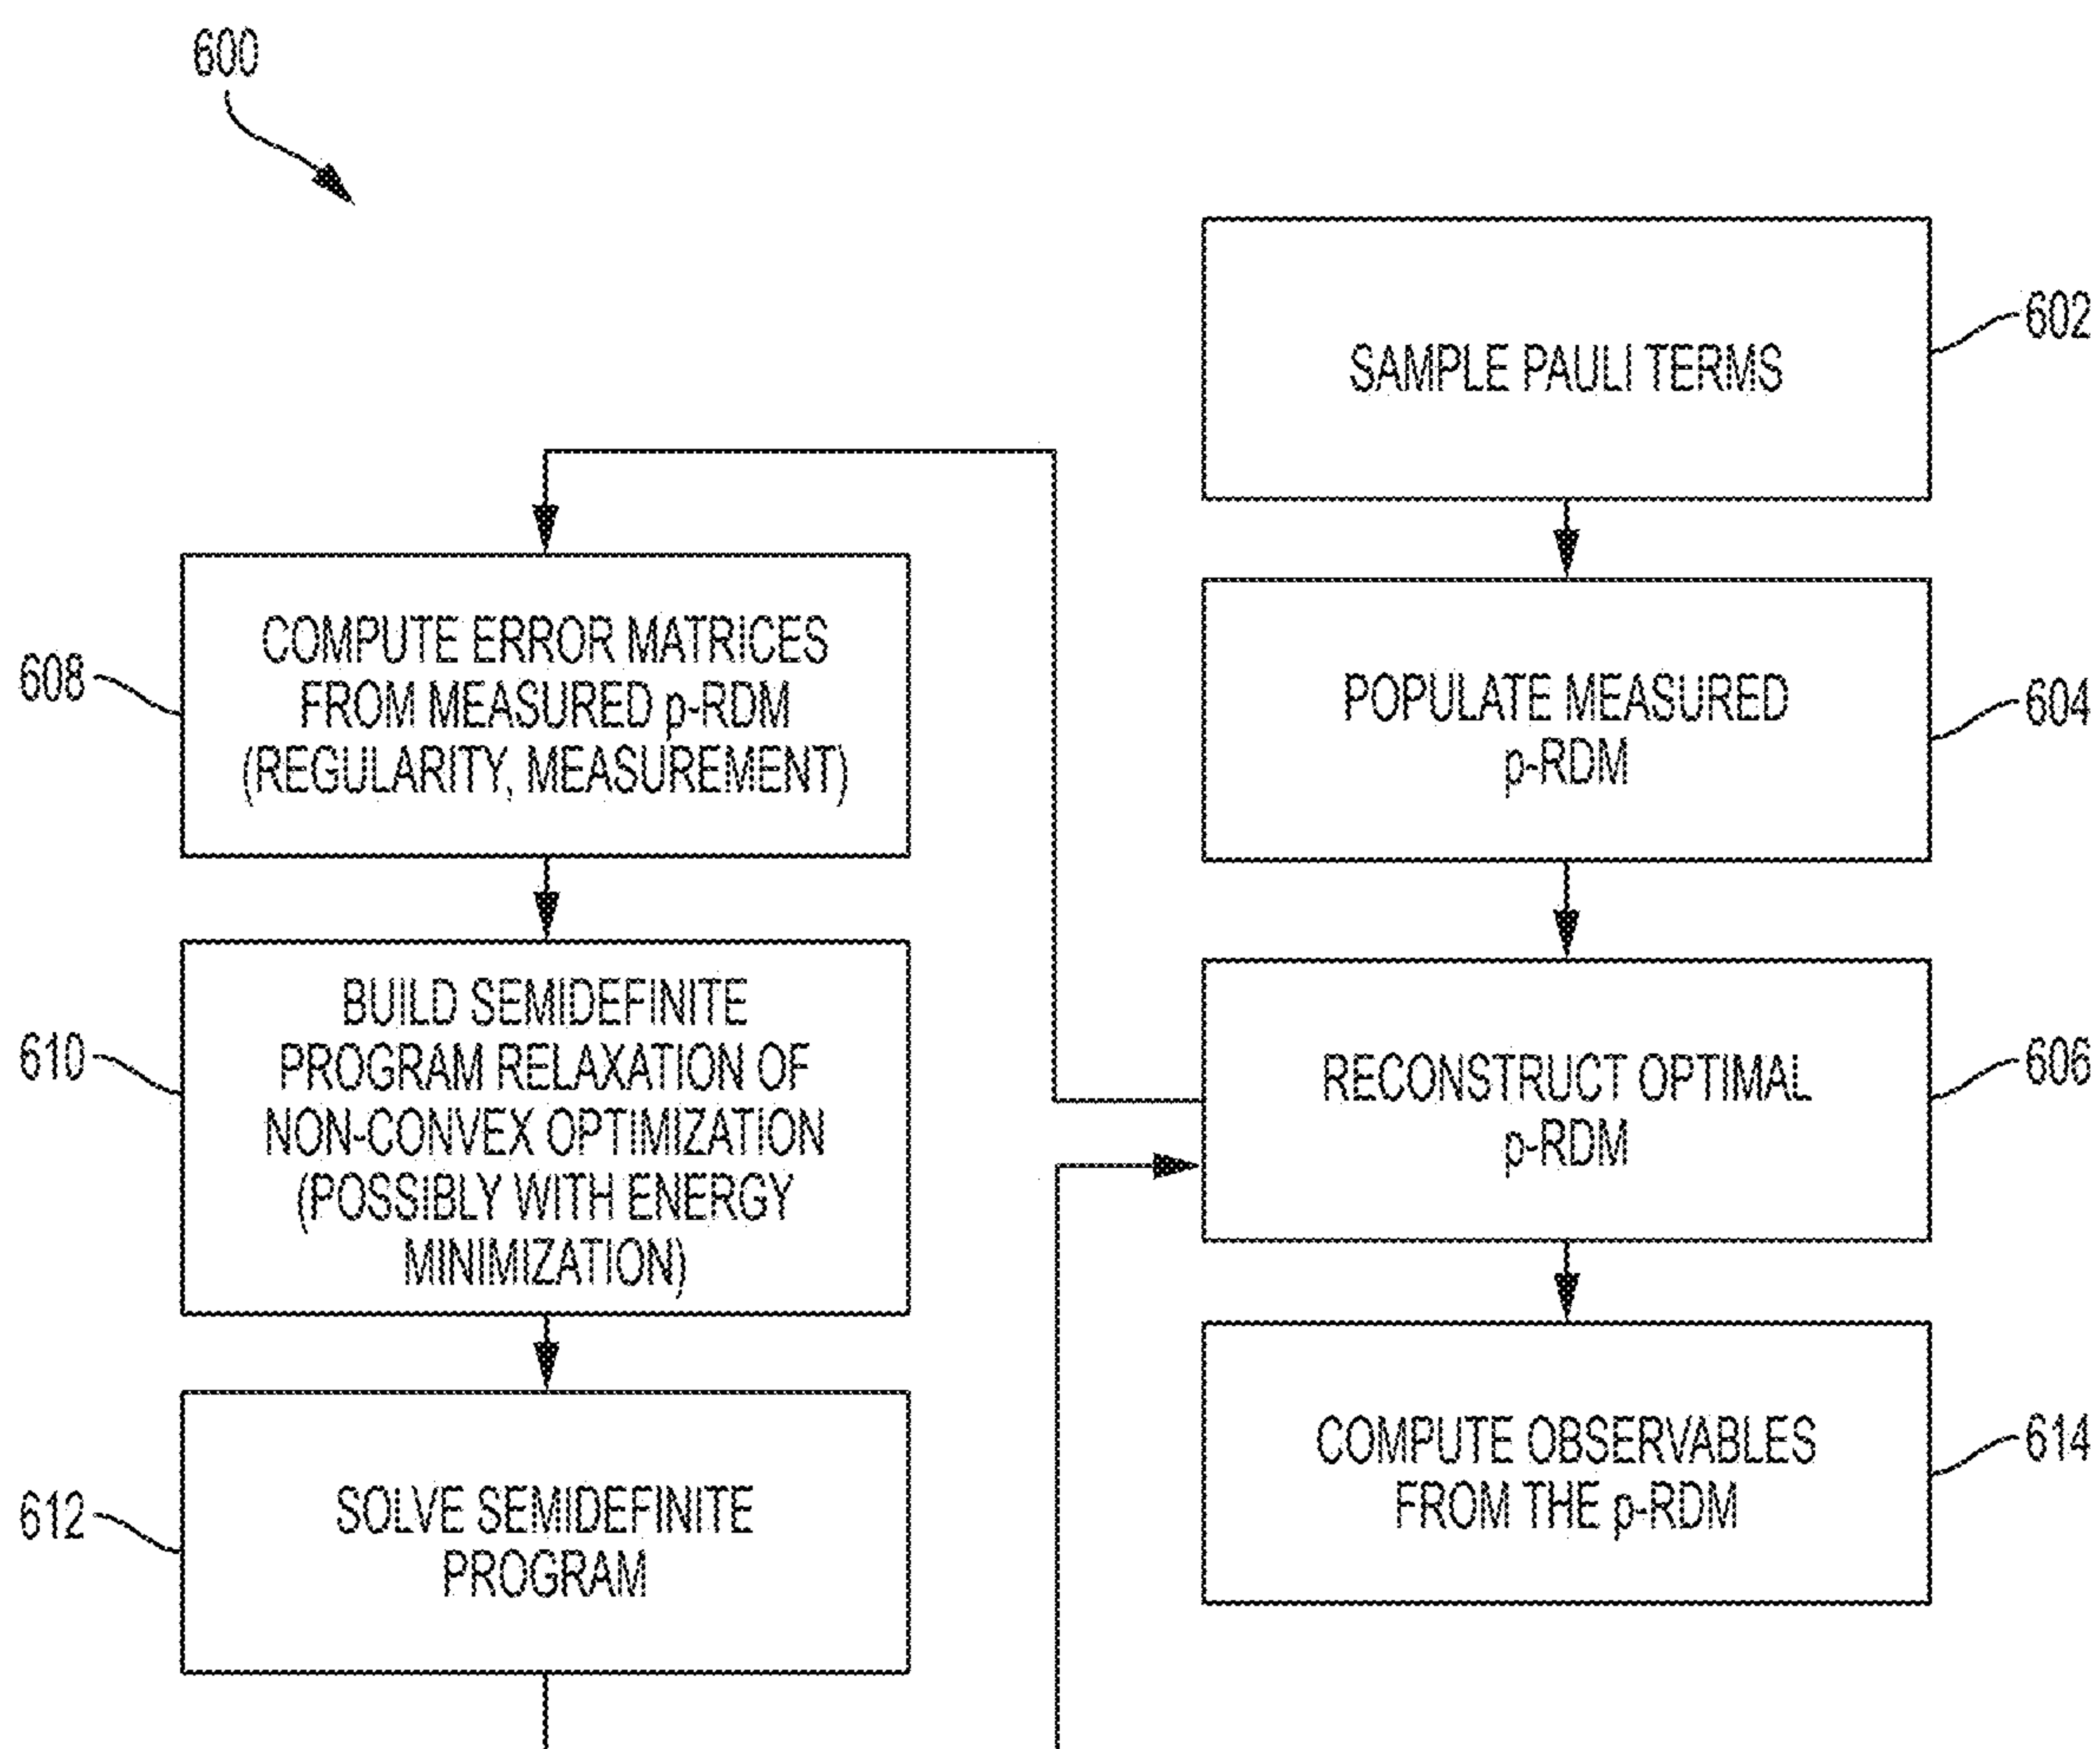 600
SAMPLE PAULI TERMS
602
POPULATE MEASURED
p-RDM
604
RECONSTRUCT OPTIMAL
p-RDM
606
COMPUTE ERROR MATRICES
FROM MEASURED p-RDM
(REGULARITY, MEASUREMENT)
608
BUILD SEMIDEFINITE
PROGRAM RELAXATION OF
NON-CONVEX OPTIMIZATION
(POSSIBLY WITH ENERGY
MINIMIZATION)
610
SOLVE SEMIDEFINITE
PROGRAM
612
COMPUTE OBSERVABLES
FROM THE p-RDM
614